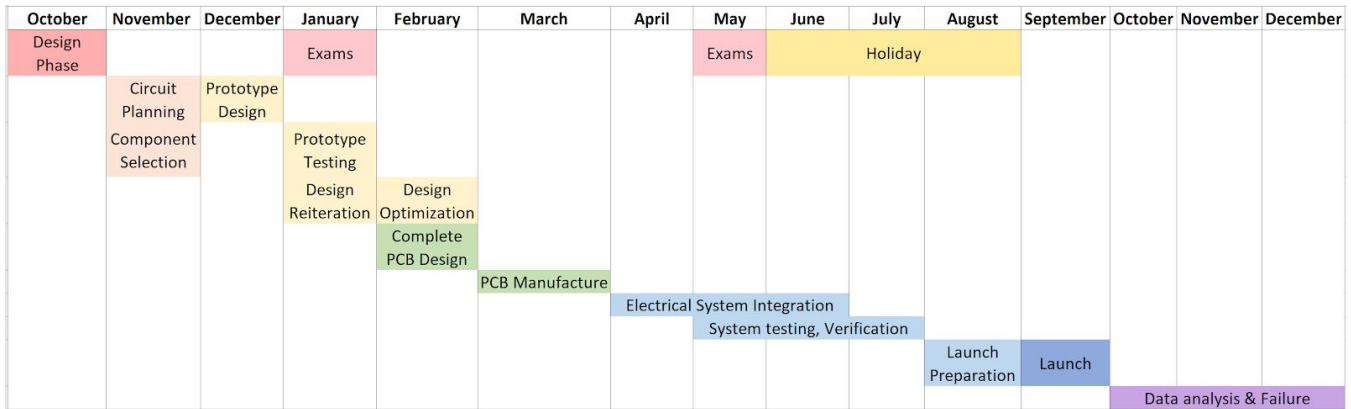 October November December January February March April May June July August September October November December
Design Exams Exams Holiday
Phase
Circuit Prototype
Planning Design
Component Prototype
Selection Testing
Design Design
Reiteration Optimization
Complete
PCB Design
PCB Manufacture
Electrical System Integration
System testing, Verification
Launch Launch
Preparation
Data analysis & Failure